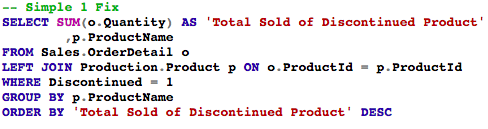 -- Simple 1 Fix
SELECT SUM(o.Quantity) AS 'Total Sold of Discontinued Product'
,p.ProductName
FROM Sales.OrderDetail o
LEFT JOIN Production.Product p ON o.ProductId = p.ProductId
WHERE Discontinued = 1
GROUP BY p.ProductName
ORDER BY 'Total Sold of Discontinued Product' DESC